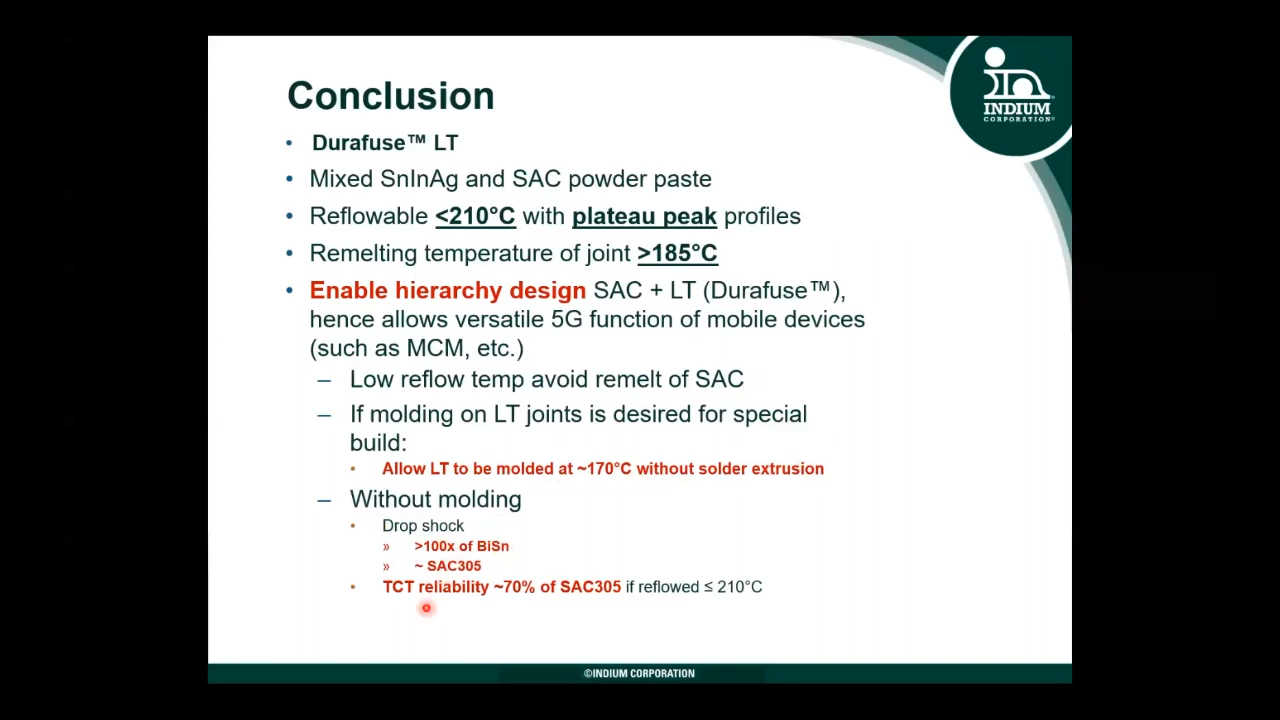 INDIUM
CORPORATION®
Conclusion
• Durafuse™ LT
• Mixed SnInAg and SAC powder paste
• Reflowable <210°C with plateau peak profiles
• Remelting temperature of joint >185°C
• Enable hierarchy design SAC + LT (Durafuse™),
hence allows versatile 5G function of mobile devices
(such as MCM, etc.)
– Low reflow temp avoid remelt of SAC
– If molding on LT joints is desired for special
build:
• Allow LT to be molded at ~170°C without solder extrusion
– Without molding
• Drop shock
» >100x of BiSn
» ~ SAC305
• TCT reliability ~70% of SAC305 if reflowed ≤ 210°C
©INDIUM CORPORATION